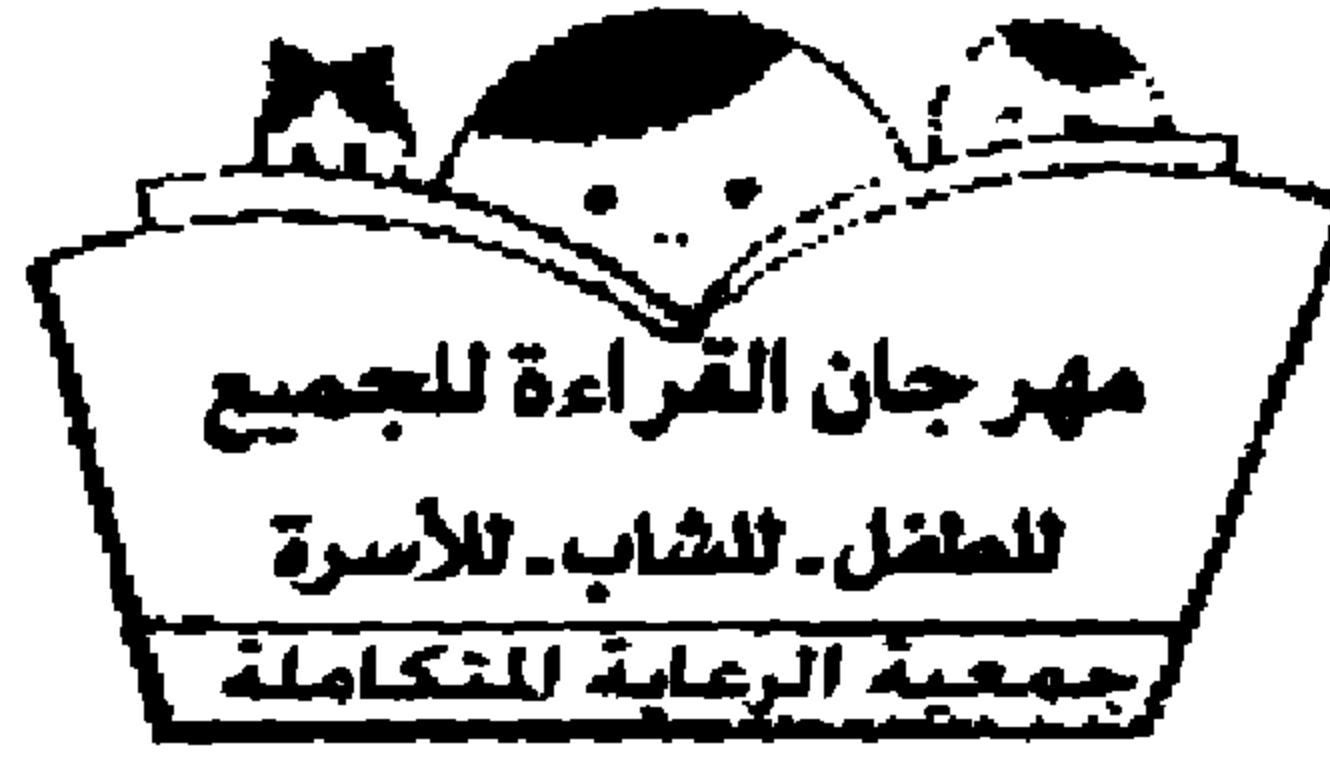 مهرجان القراءة للجميع
للطفل - للشاب - للأسرة
جمعية الرعاية المتكاملة